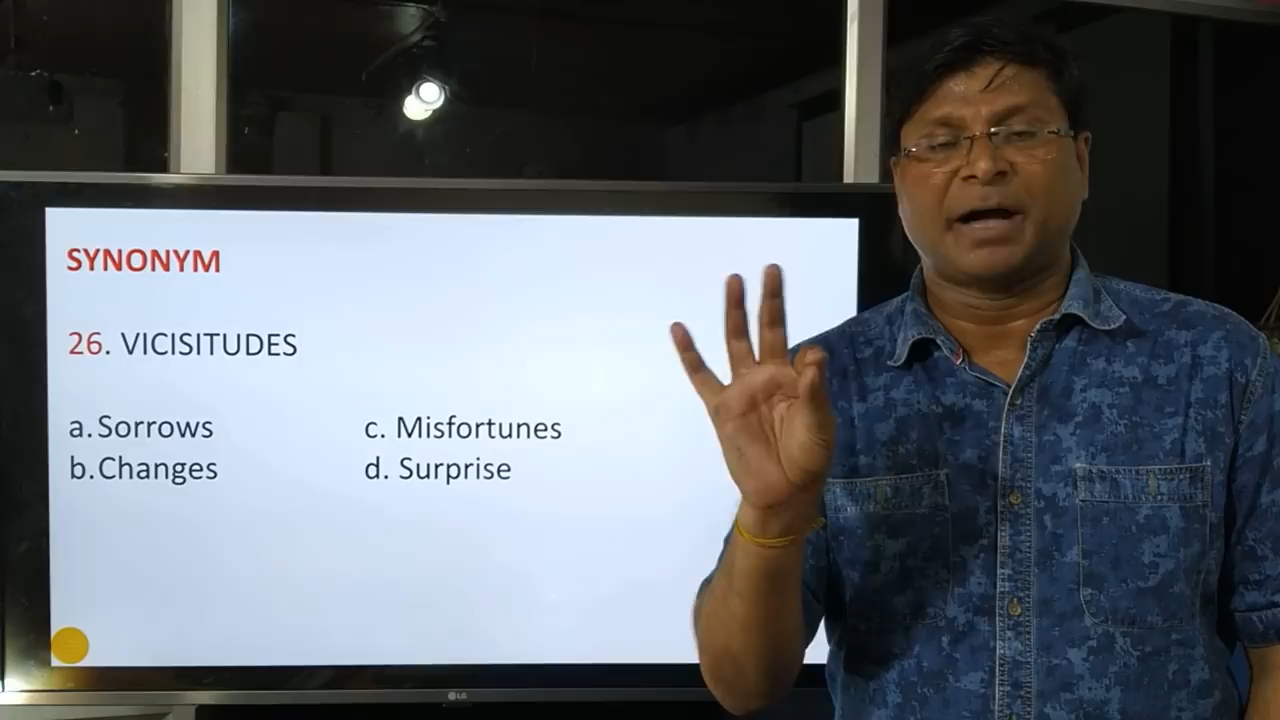 SYNONYM
26. VICISITUDES
a. Sorrows
c. Misfortunes
b. Changes
d. Surprise
LG